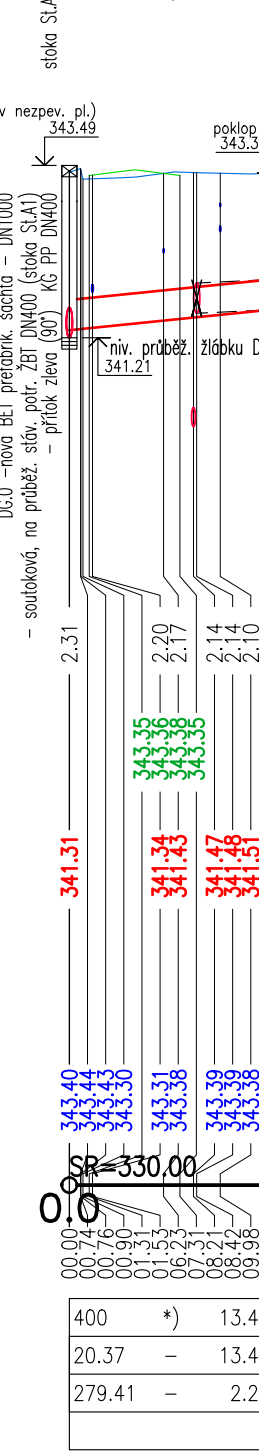 stoka St.A
v nezpev. pl.)
343.49
poklop
343.3
DG.0 -nová BET prefabrik. šachta - DN1000
- soutoková, na průběž. stáv. potr. ŽBT DN400 (stoka St.A1)
- přítok zleva (90°) KG PP DN400
niv. průběž. žlábku D
341.21
2.31 2.20 2.17 2.14 2.14 2.10
343.35 343.36 343.38 343.35
341.31 341.34 341.43 341.47 341.48 341.51
343.40 343.44 343.43 343.30 343.31 343.38 343.39 343.39 343.38
SR=330.00
0.0
00.00 00.74 00.76 00.90 01.31 01.53 06.23 07.31 08.21 08.42 09.98
400 *) 13.4
20.37 - 13.4
279.41 - 2.2